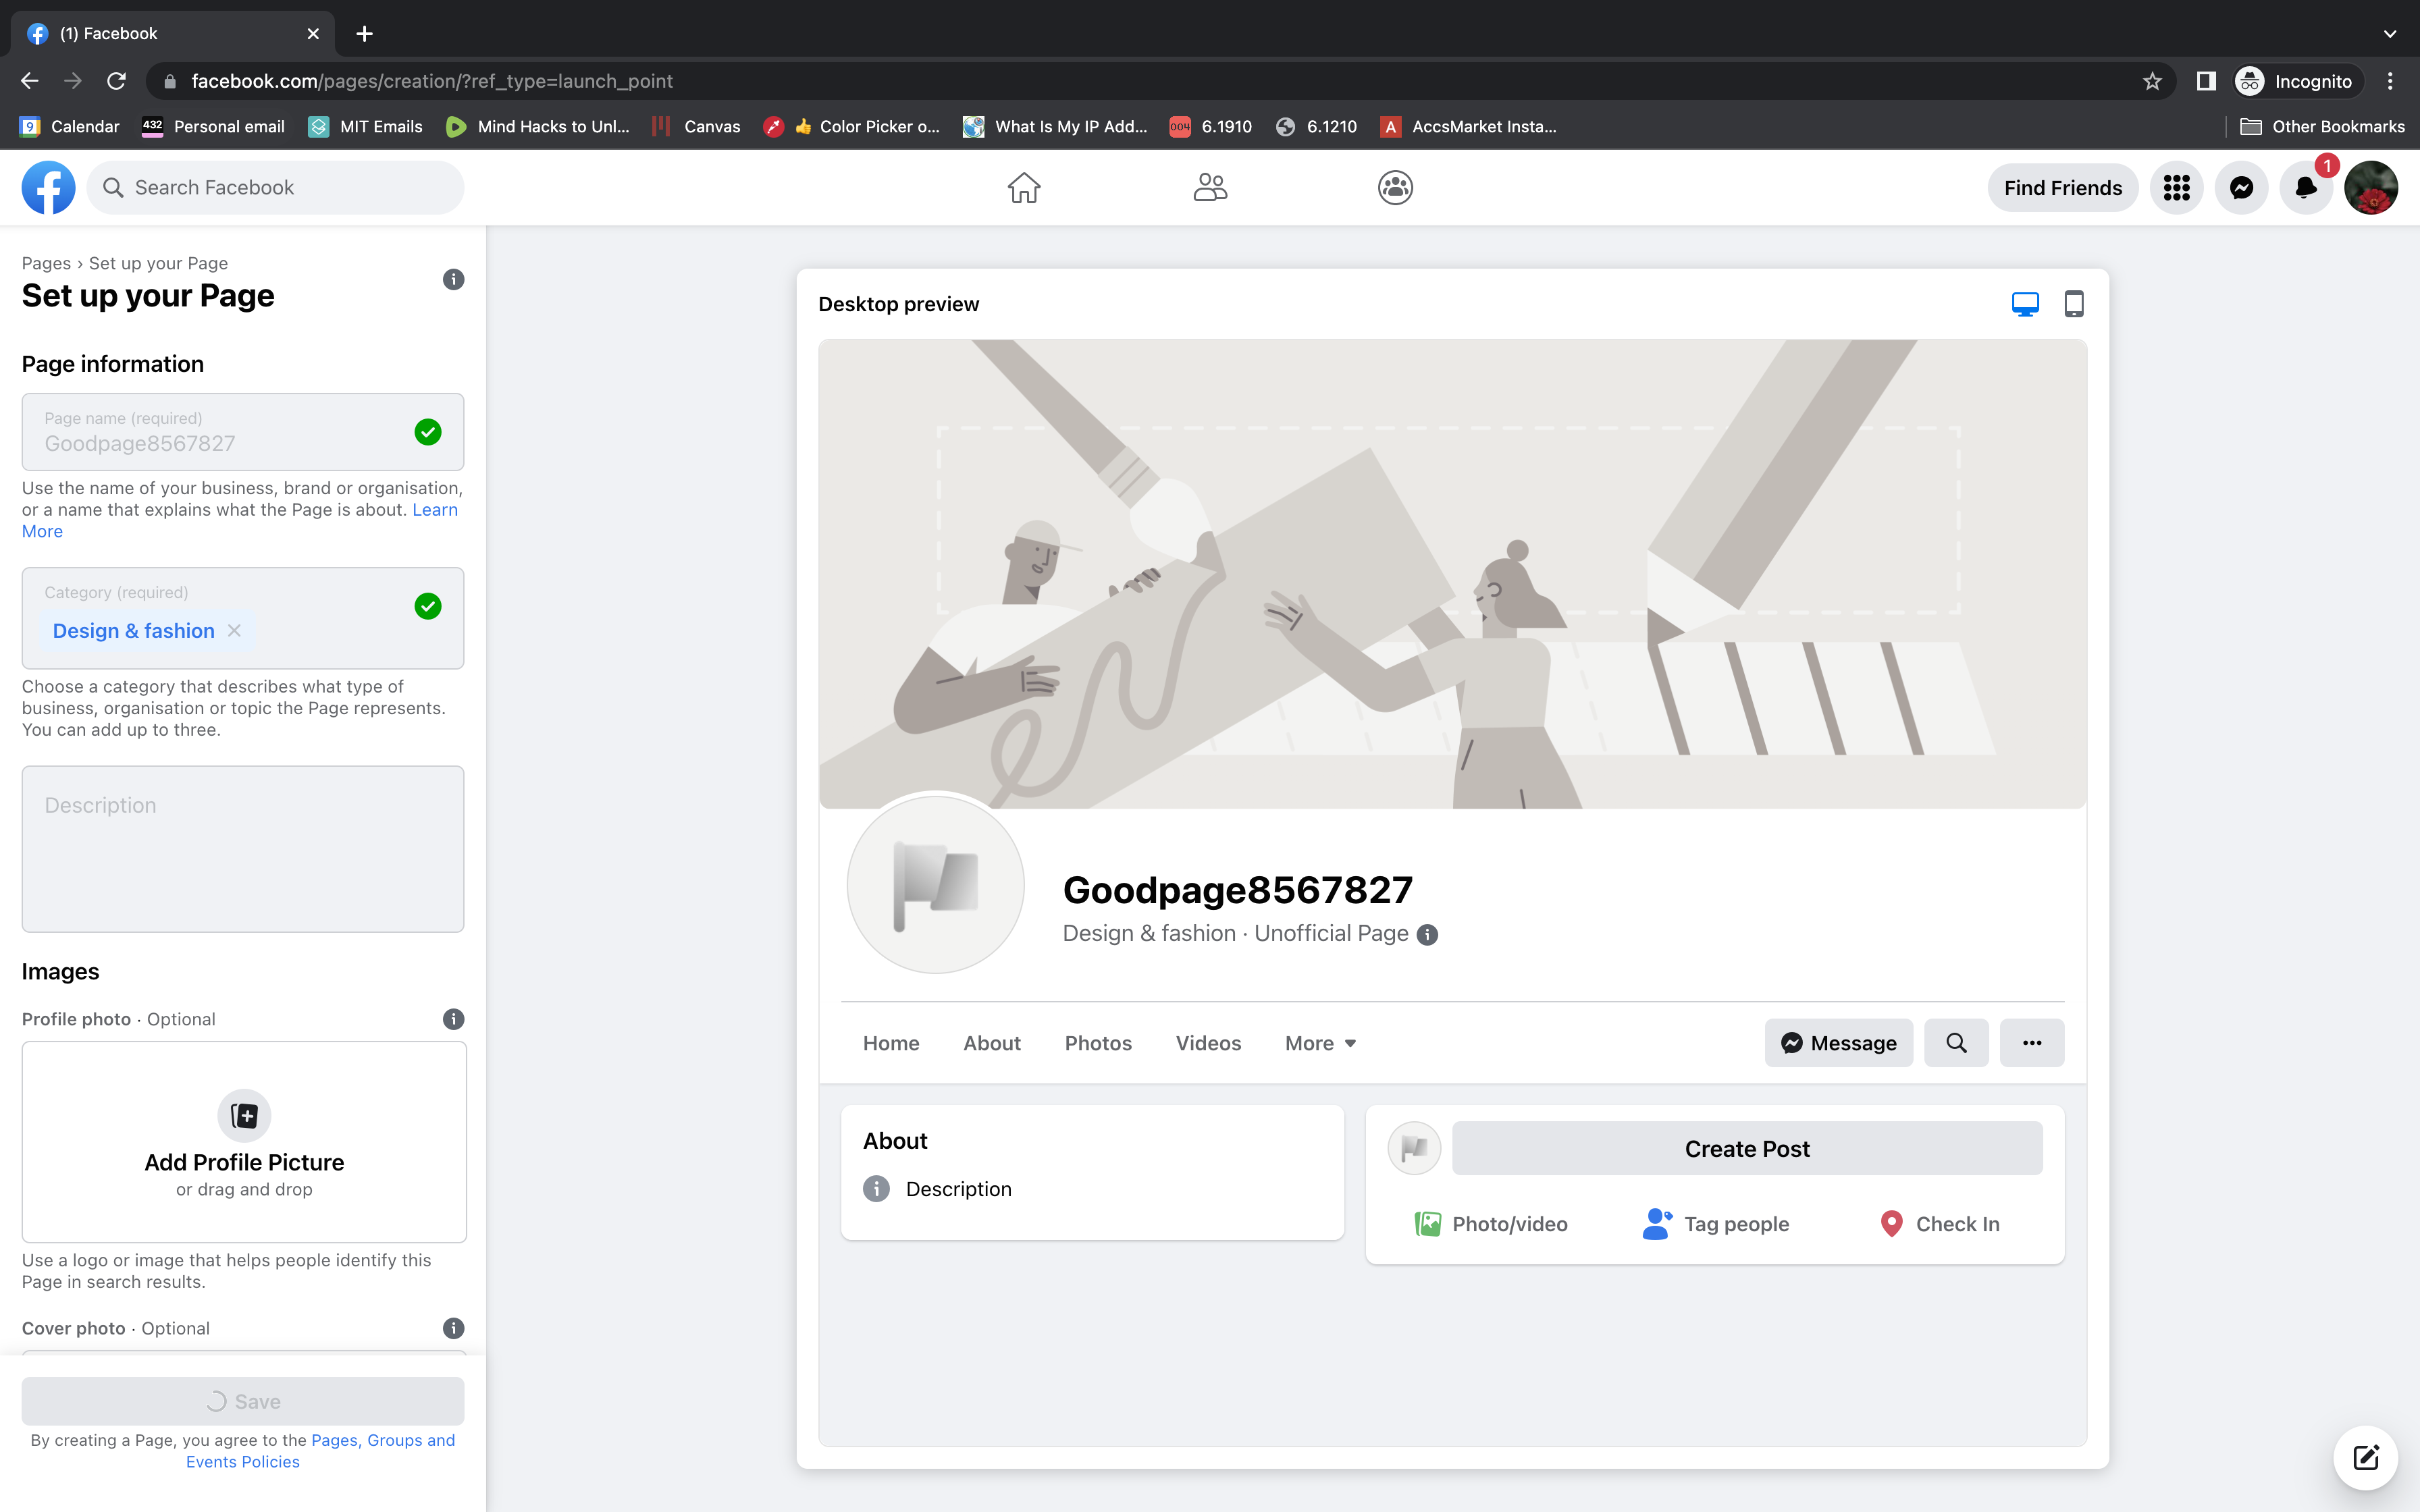 (1) Facebook
facebook.com/pages/creation/?ref_type=launch_point
Incognito
9 Calendar
432 Personal email
MIT Emails
Mind Hacks to Unl...
Canvas
👍 Color Picker o...
What Is My IP Add...
004 6.1910
6.1210
A AccsMarket Insta...
Other Bookmarks
Search Facebook
Find Friends
1
Pages › Set up your Page
Set up your Page
Page information
Page name (required)
Goodpage8567827
Use the name of your business, brand or organisation,
or a name that explains what the Page is about. Learn
More
Category (required)
Design & fashion
Choose a category that describes what type of
business, organisation or topic the Page represents.
You can add up to three.
Description
Images
Profile photo · Optional
Add Profile Picture
or drag and drop
Use a logo or image that helps people identify this
Page in search results.
Cover photo · Optional
Save
By creating a Page, you agree to the Pages, Groups and
Events Policies
Desktop preview
Goodpage8567827
Design & fashion · Unofficial Page
Home
About
Photos
Videos
More
Message
About
Description
Create Post
Photo/video
Tag people
Check In